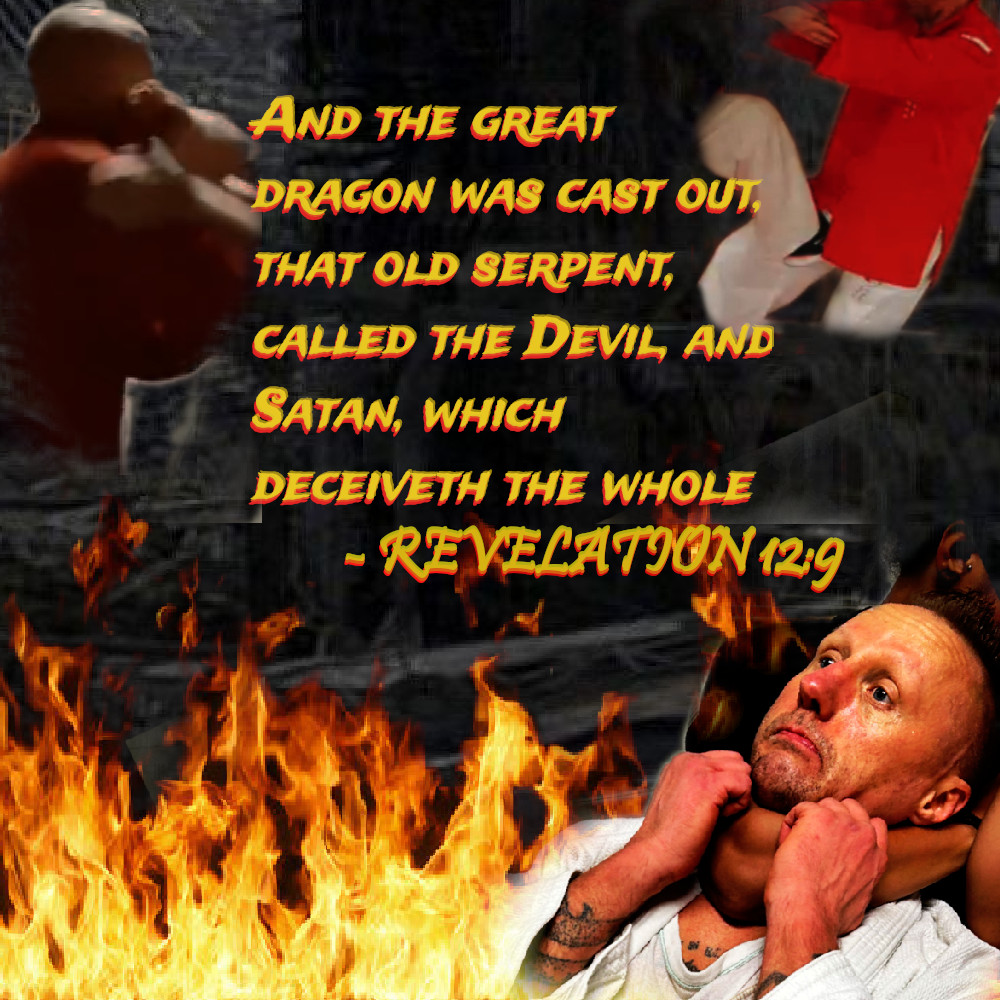 And the great
dragon was cast out,
that old serpent,
called the Devil, and
Satan, which
deceiveth the whole
~ REVELATION 12:9